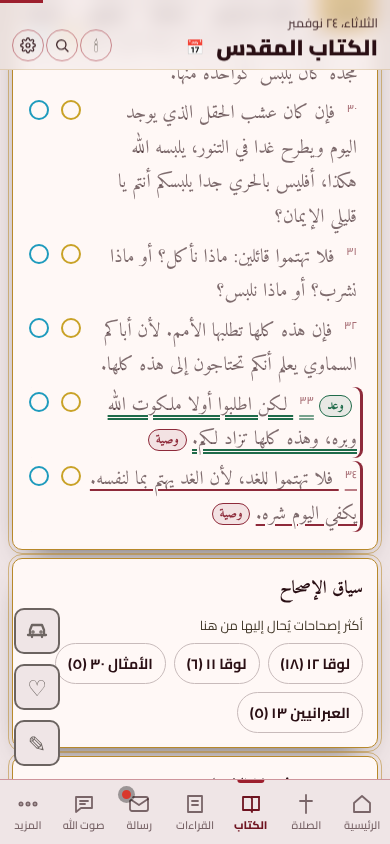 الثلاثاء، ٢٤ نوفمبر
الكتاب المقدس 📅
مجده كان يلبس كواحدة منها.
٣٠ فإن كان عشب الحقل الذي يوجد
اليوم ويطرح غدا في التنور، يلبسه الله
هكذا، أفليس بالحري جدا يلبسكم أنتم يا
قليلي الإيمان؟
٣١ فلا تهتموا قائلين: ماذا نأكل؟ أو ماذا
نشرب؟ أو ماذا نلبس؟
٣٢ فإن هذه كلها تطلبها الأمم. لأن أباكم
السماوي يعلم أنكم تحتاجون إلى هذه كلها.
وعد ٣٣ لكن اطلبوا أولا ملكوت الله
وبره، وهذه كلها تزاد لكم. وصية
٣٤ فلا تهتموا للغد، لأن الغد يهتم بما لنفسه.
يكفي اليوم شره. وصية
سياق الإصحاح
أكثر إصحاحات يُحال إليها من هنا
لوقا ١٢ (١٨)
لوقا ١١ (٦)
الأمثال ٣٠ (٥)
العبرانيين ١٣ (٥)
الرئيسية
الصلاة
الكتاب
القراءات
رسالة
صوت الله
المزيد